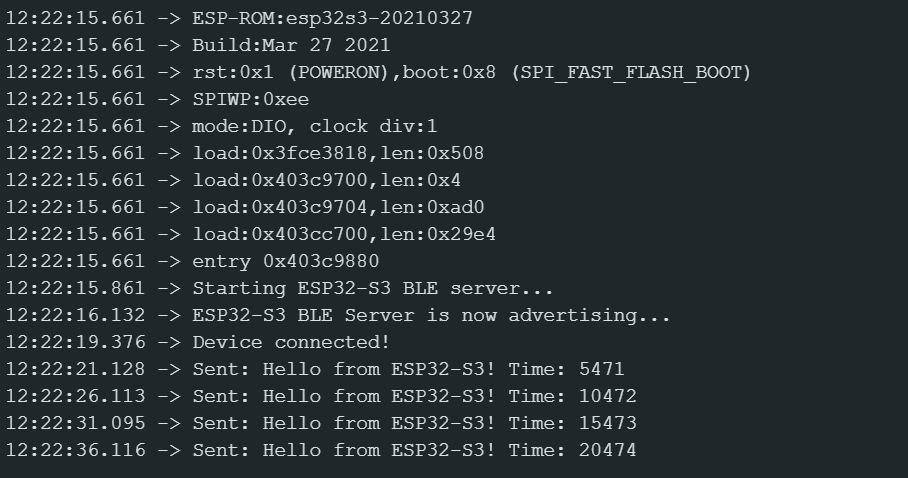 12:22:15.661 -> ESP-ROM:esp32s3-20210327
12:22:15.661 -> Build:Mar 27 2021
12:22:15.661 -> rst:0x1 (POWERON),boot:0x8 (SPI_FAST_FLASH_BOOT)
12:22:15.661 -> SPIWP:0xee
12:22:15.661 -> mode:DIO, clock div:1
12:22:15.661 -> load:0x3fce3818,len:0x508
12:22:15.661 -> load:0x403c9700,len:0x4
12:22:15.661 -> load:0x403c9704,len:0xad0
12:22:15.661 -> load:0x403cc700,len:0x29e4
12:22:15.661 -> entry 0x403c9880
12:22:15.861 -> Starting ESP32-S3 BLE server...
12:22:16.132 -> ESP32-S3 BLE Server is now advertising...
12:22:19.376 -> Device connected!
12:22:21.128 -> Sent: Hello from ESP32-S3! Time: 5471
12:22:26.113 -> Sent: Hello from ESP32-S3! Time: 10472
12:22:31.095 -> Sent: Hello from ESP32-S3! Time: 15473
12:22:36.116 -> Sent: Hello from ESP32-S3! Time: 20474